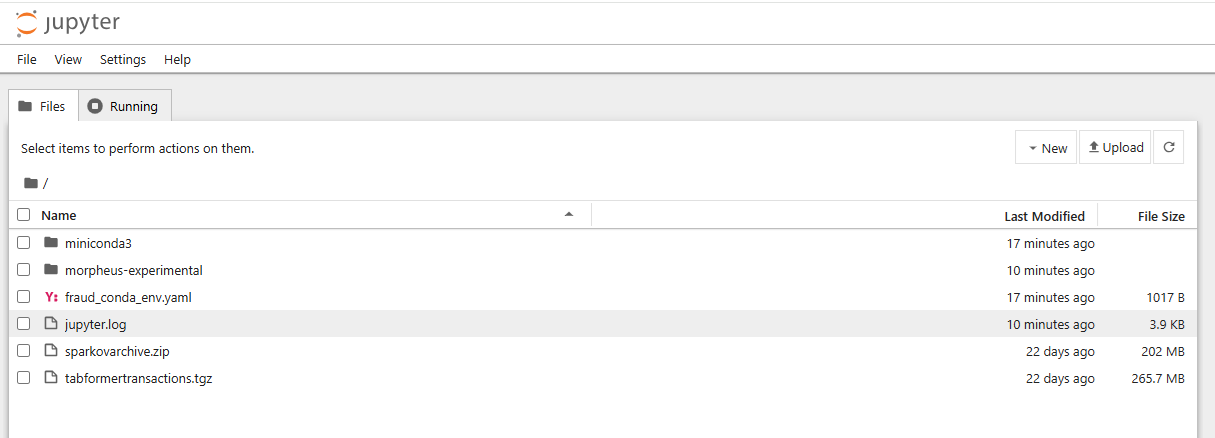 jupyter
File View Settings Help
Files Running
Select items to perform actions on them.
New Upload
/
Name Last Modified File Size
miniconda3 17 minutes ago
morpheus-experimental 10 minutes ago
Y: fraud_conda_env.yaml 17 minutes ago 1017 B
jupyter.log 10 minutes ago 3.9 KB
sparkovarchive.zip 22 days ago 202 MB
tabformertransactions.tgz 22 days ago 265.7 MB